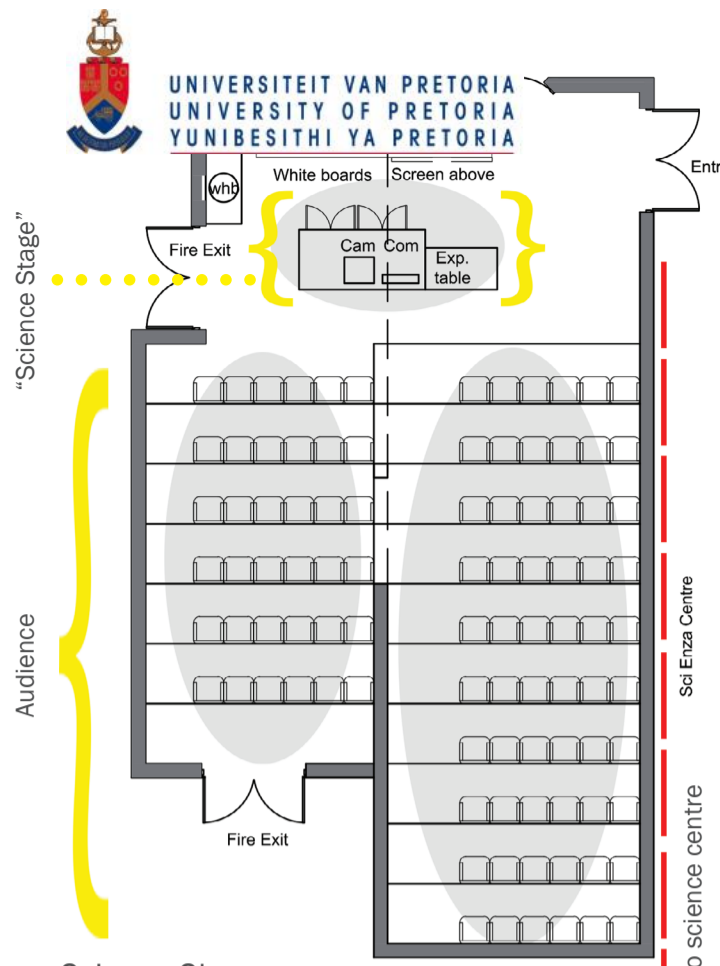 UNIVERSITEIT VAN PRETORIA
UNIVERSITY OF PRETORIA
YUNIBESITHI YA PRETORIA
White boards
Screen above
whb
Entr
"Science Stage"
Fire Exit
Cam Com
Exp.
table
Audience
Sci Enza Centre
Fire Exit
o science centre